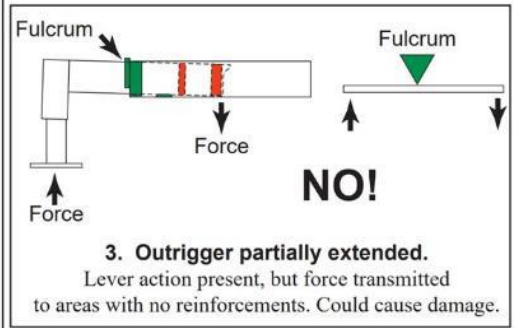 Fulcrum
Fulcrum
Force
NO!
Force
3. Outrigger partially extended.
Lever action present, but force transmitted
to areas with no reinforcements. Could cause damage.